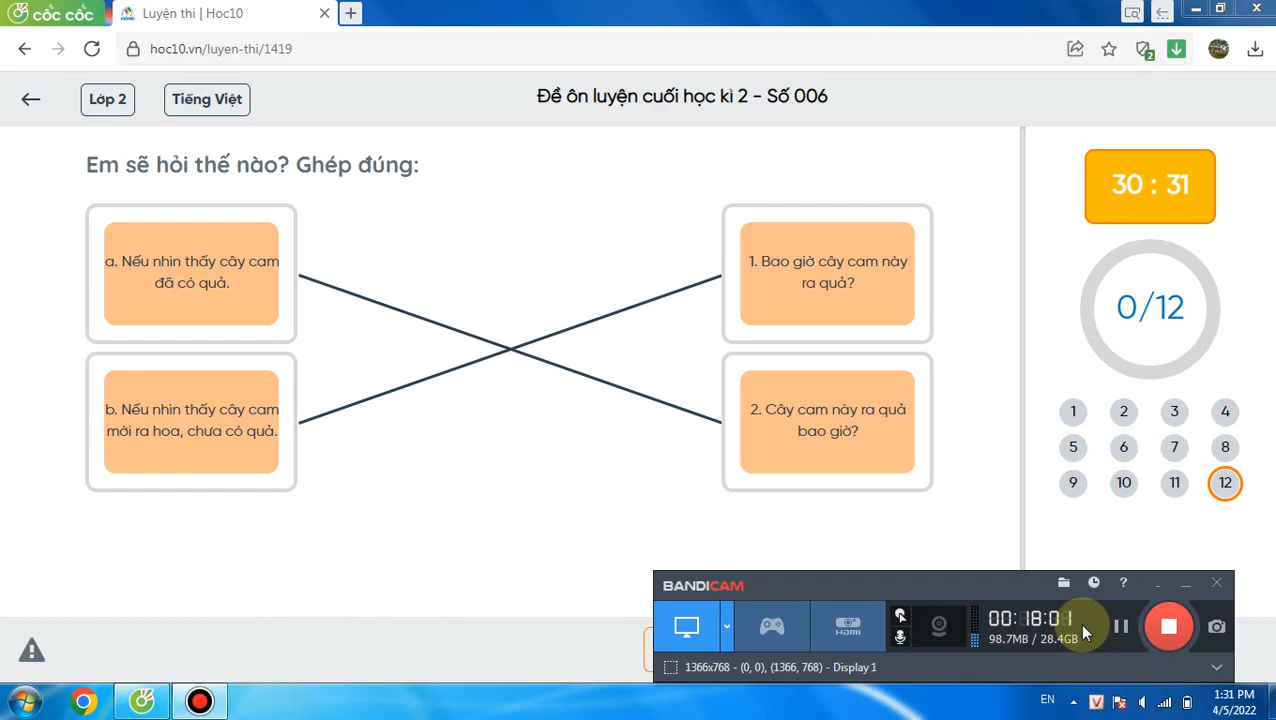 cốc cốc
Luyện thi | Hoc10
hoc10.vn/luyen-thi/1419
2
Lớp 2
Tiếng Việt
Đề ôn luyện cuối học kì 2 - Số 006
Em sẽ hỏi thế nào? Ghép đúng:
30 : 31
a. Nếu nhìn thấy cây cam
đã có quả.
1. Bao giờ cây cam này
ra quả?
0/12
b. Nếu nhìn thấy cây cam
mới ra hoa, chưa có quả.
2. Cây cam này ra quả
bao giờ?
1 2 3 4
5 6 7 8
9 10 11 12
BANDICAM
HDMI
00:18:01
98.7MB / 28.4GB
1366x768 - (0, 0), (1366, 768) - Display 1
EN
1:31 PM
4/5/2022